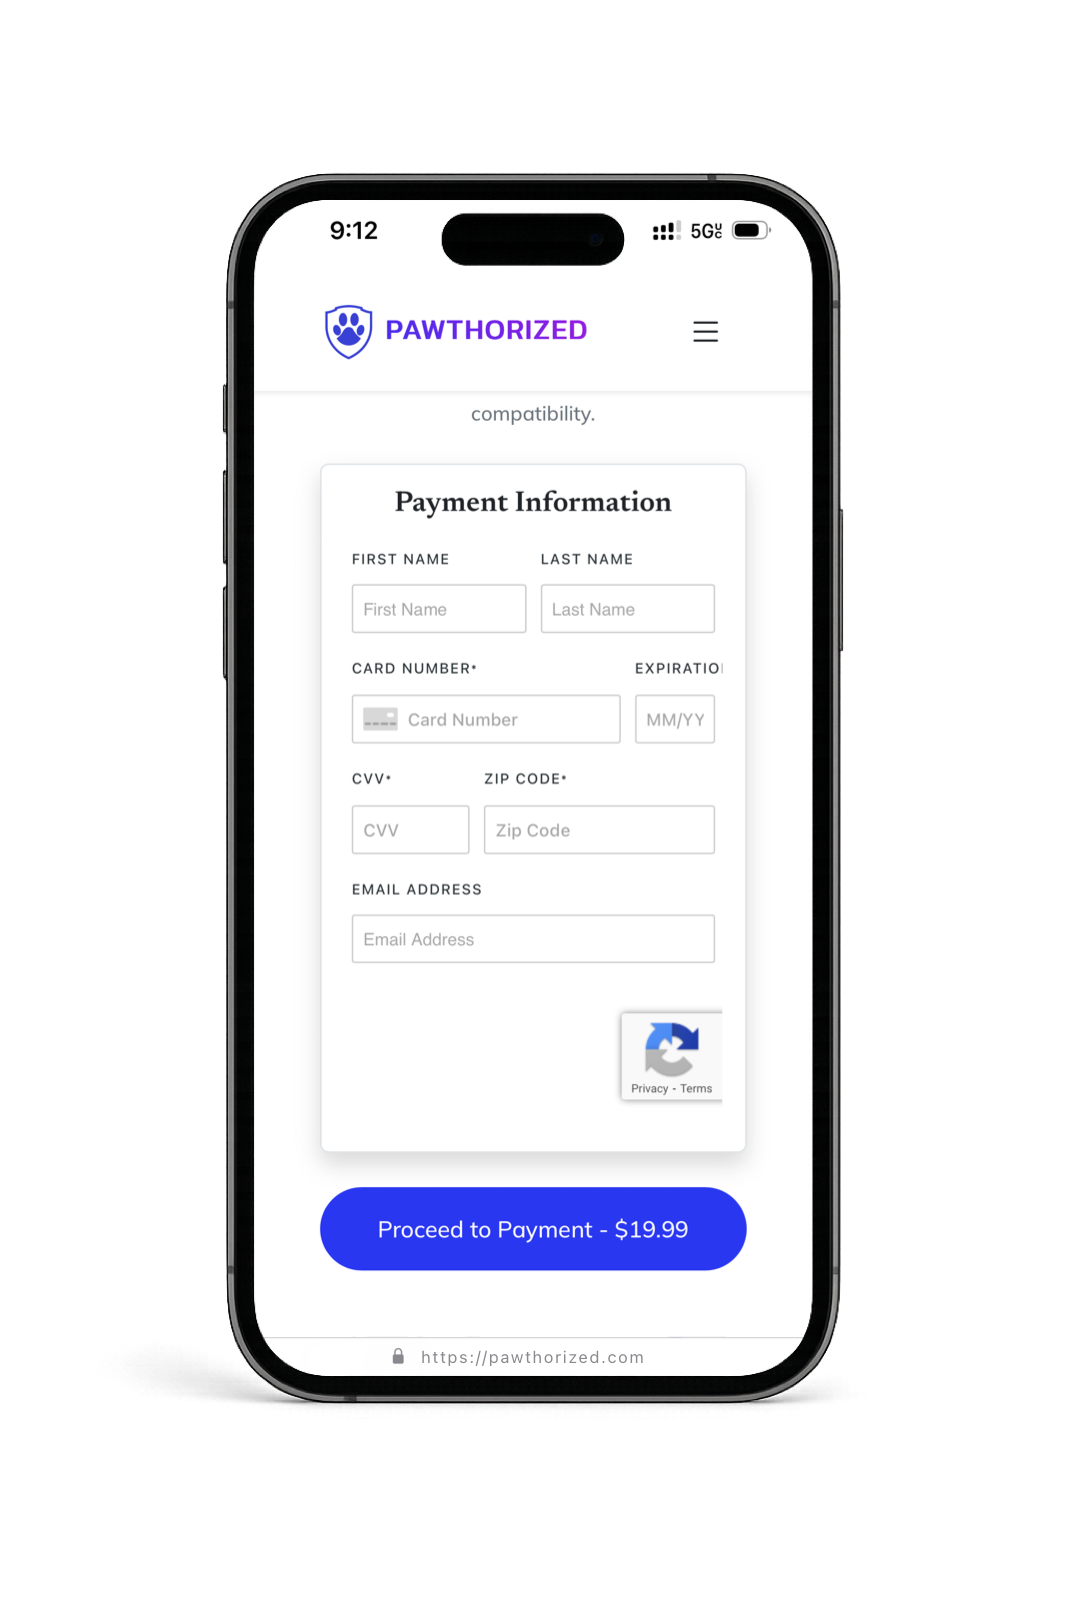 9:12 5GUC
PAWTHORIZED
compatibility.
Payment Information
FIRST NAME LAST NAME
First Name Last Name
CARD NUMBER* EXPIRATIO
Card Number MM/YY
CVV* ZIP CODE*
CVV Zip Code
EMAIL ADDRESS
Email Address
Privacy - Terms
Proceed to Payment - $19.99
https://pawthorized.com